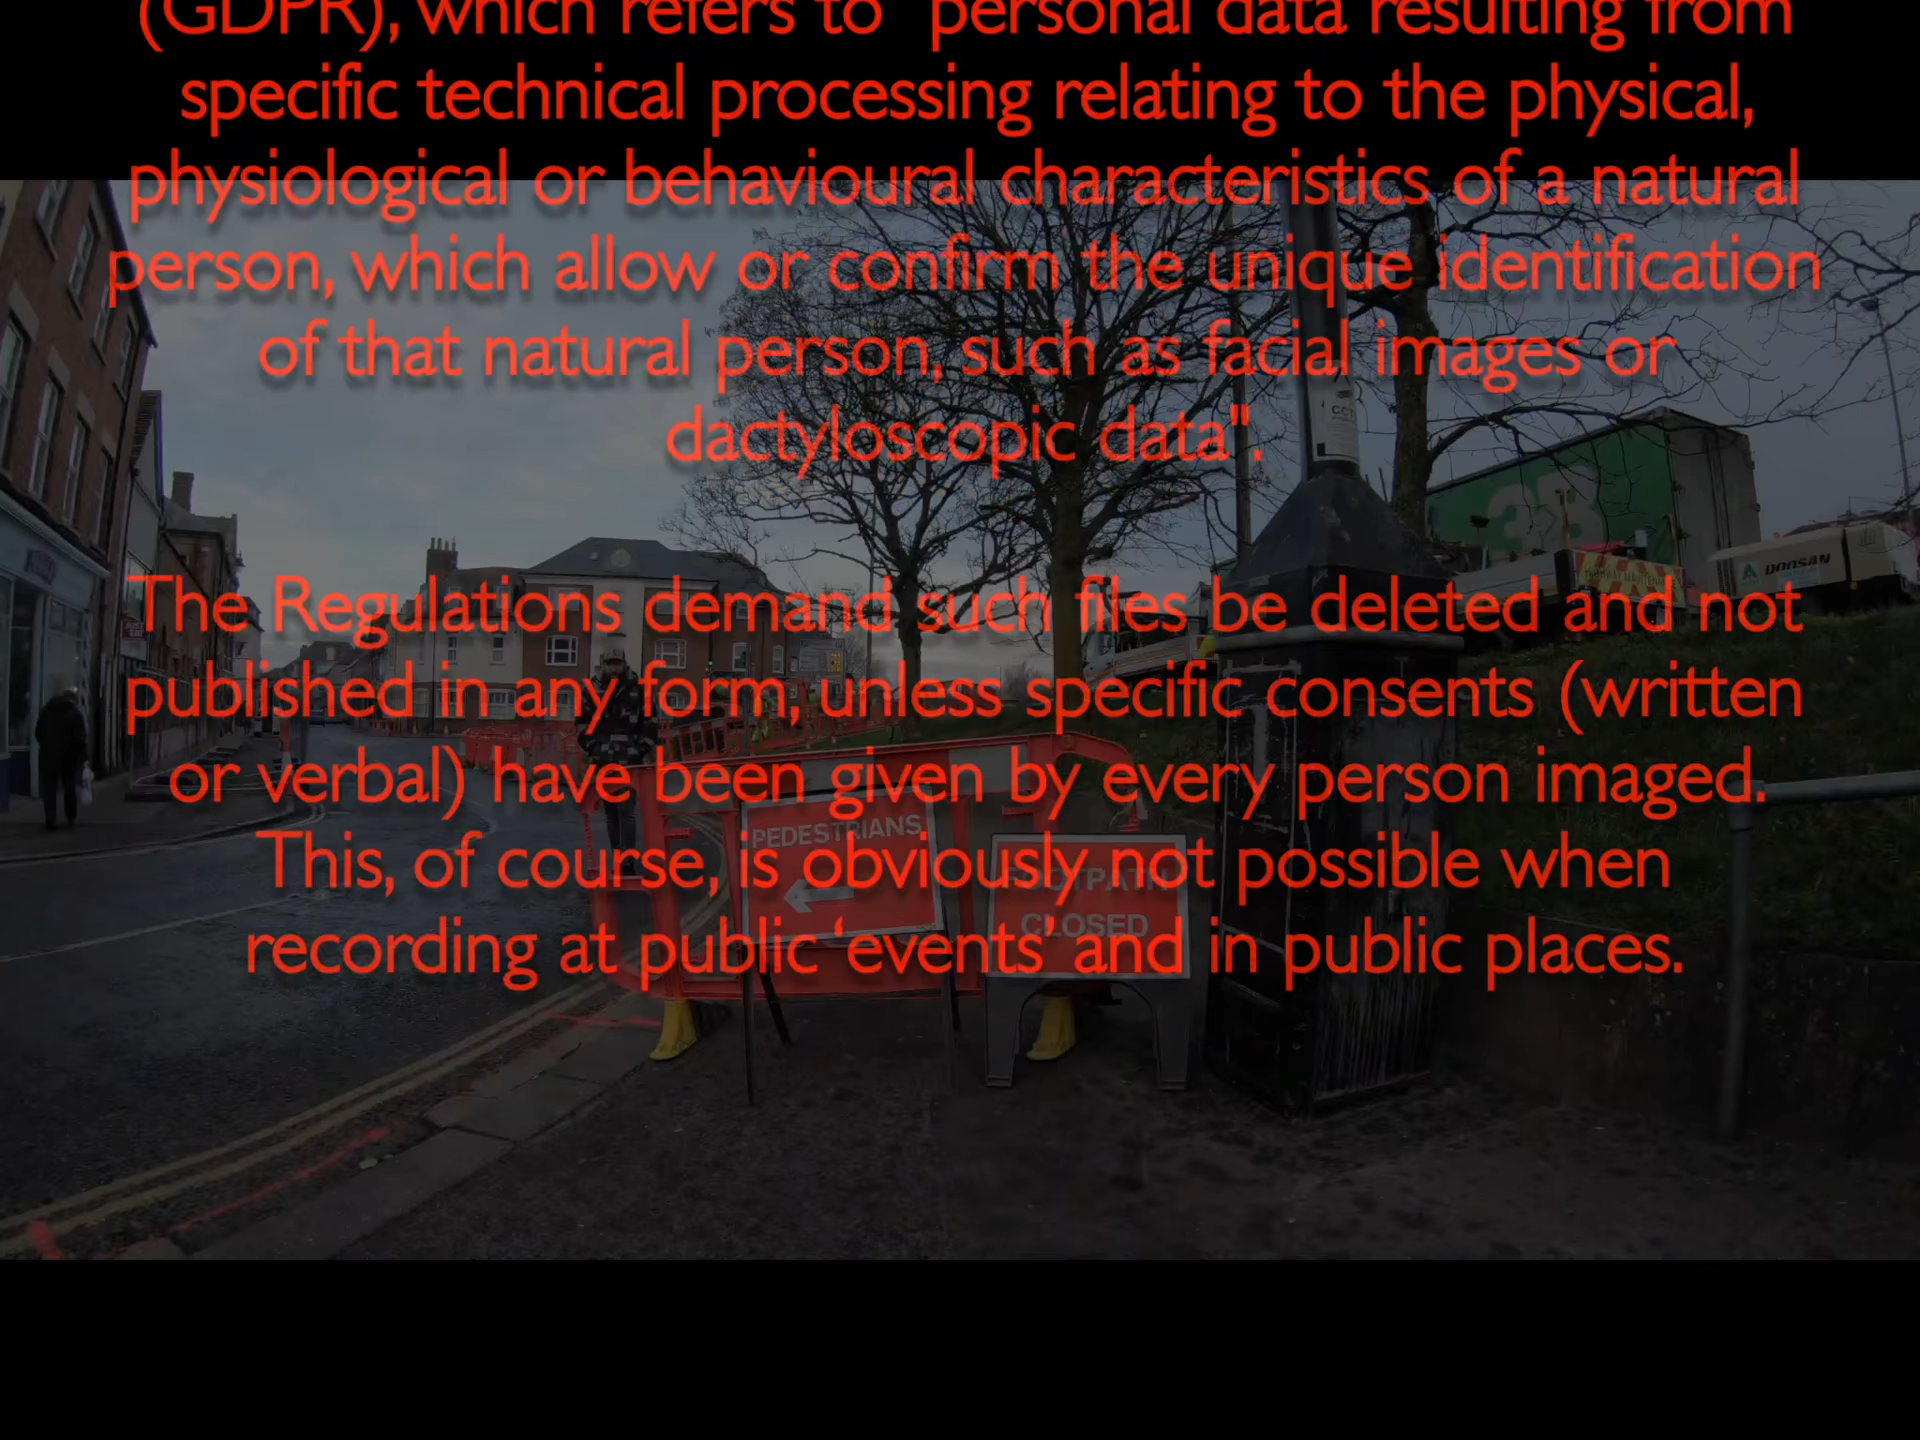 (GDPR), which refers to "personal data resulting from
specific technical processing relating to the physical,
physiological or behavioural characteristics of a natural
person, which allow or confirm the unique identification
of that natural person, such as facial images or
dactyloscopic data".
The Regulations demand such files be deleted and not
published in any form, unless specific consents (written
or verbal) have been given by every person imaged.
This, of course, is obviously not possible when
recording at public ‘events’ and in public places.
DOOSAN
JUST
EAT
PEDESTRIANS
FOOTPATH
CLOSED